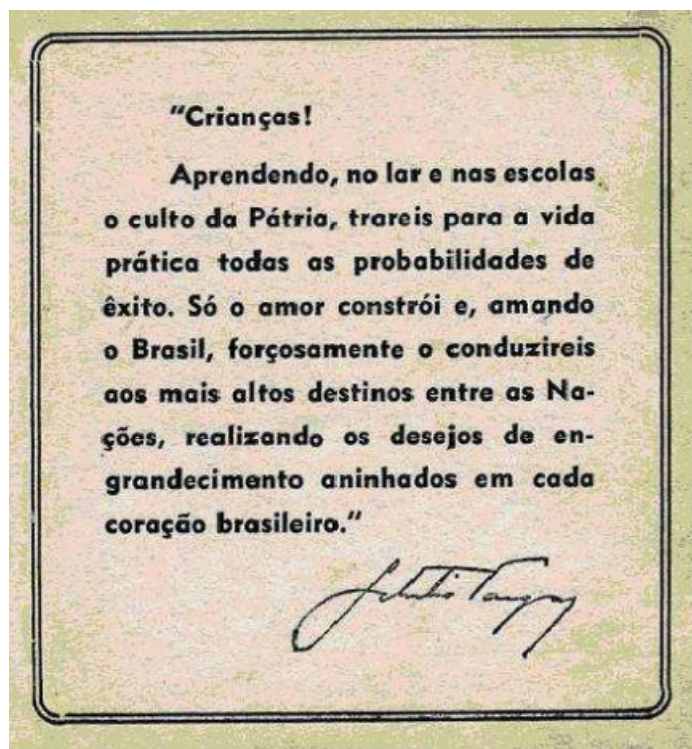 "Crianças!
Aprendendo, no lar e nas escolas
o culto da Pátria, trareis para a vida
prática todas as probabilidades de
êxito. Só o amor constrói e, amando
o Brasil, forçosamente o conduzireis
aos mais altos destinos entre as Na-
ções, realizando os desejos de en-
grandecimento aninhados em cada
coração brasileiro."
Getulio Vargas